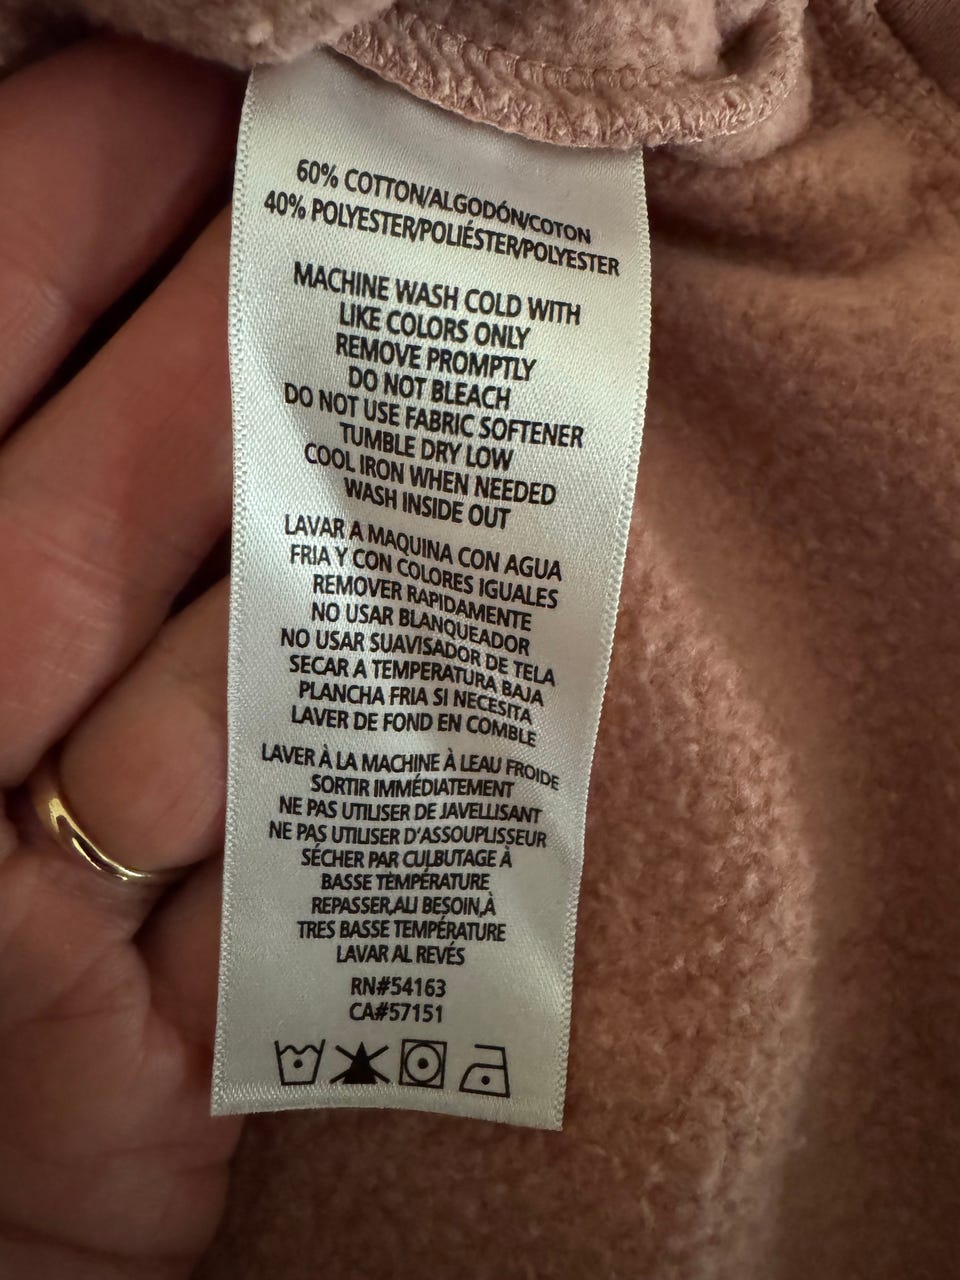 60% COTTON/ALGODÓN/COTON
40% POLYESTER/POLIÉSTER/POLYESTER
MACHINE WASH COLD WITH
LIKE COLORS ONLY
REMOVE PROMPTLY
DO NOT BLEACH
DO NOT USE FABRIC SOFTENER
TUMBLE DRY LOW
COOL IRON WHEN NEEDED
WASH INSIDE OUT
LAVAR A MAQUINA CON AGUA
FRIA Y CON COLORES IGUALES
REMOVER RAPIDAMENTE
NO USAR BLANQUEADOR
NO USAR SUAVISADOR DE TELA
SECAR A TEMPERATURA BAJA
PLANCHA FRIA SI NECESITA
LAVER DE FOND EN COMBLE
LAVER À LA MACHINE À LEAU FROIDE
SORTIR IMMÉDIATEMENT
NE PAS UTILISER DE JAVELLISANT
NE PAS UTILISER D'ASSOUPLISSEUR
SÉCHER PAR CULBUTAGE À
BASSE TÈMPÉRATURE
REPASSER,AU BESOIN,À
TRES BASSE TEMPÉRATURE
LAVAR AL REVÉS
RN#54163
CA#57151